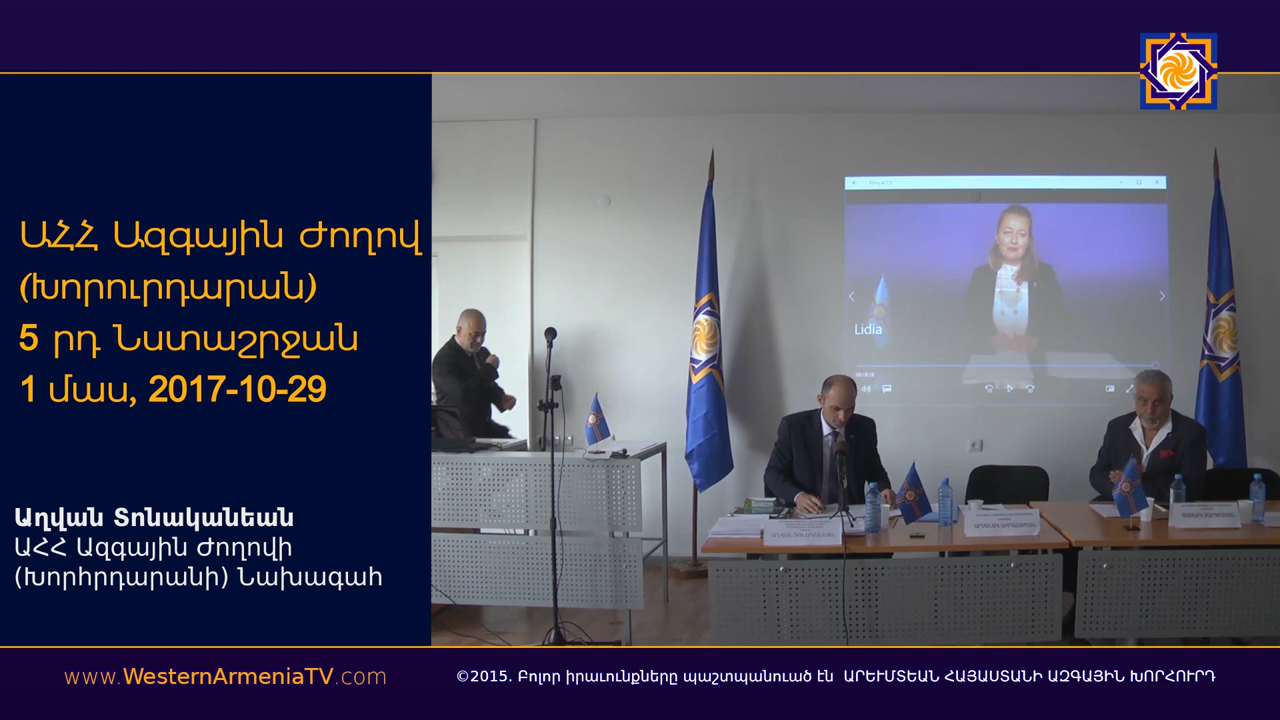 ԱՀՀ Ազգային Ժողով
(Խորուրդարան)
5 րդ Նստաշրջան
1 մաս, 2017-10-29
Աղվան Տոնականեան
ԱՀՀ Ազգային Ժողովի
(Խորհրդարանի) Նախագահ
Lidia
www.WesternArmeniaTV.com
©2015. Բոլոր իրաւունքները պաշտպանուած էն ԱՐԵՒՄՏԵԱՆ ՀԱՅԱՍՏԱՆԻ ԱԶԳԱՅԻՆ ԽՈՐՀՈՒՐԴ